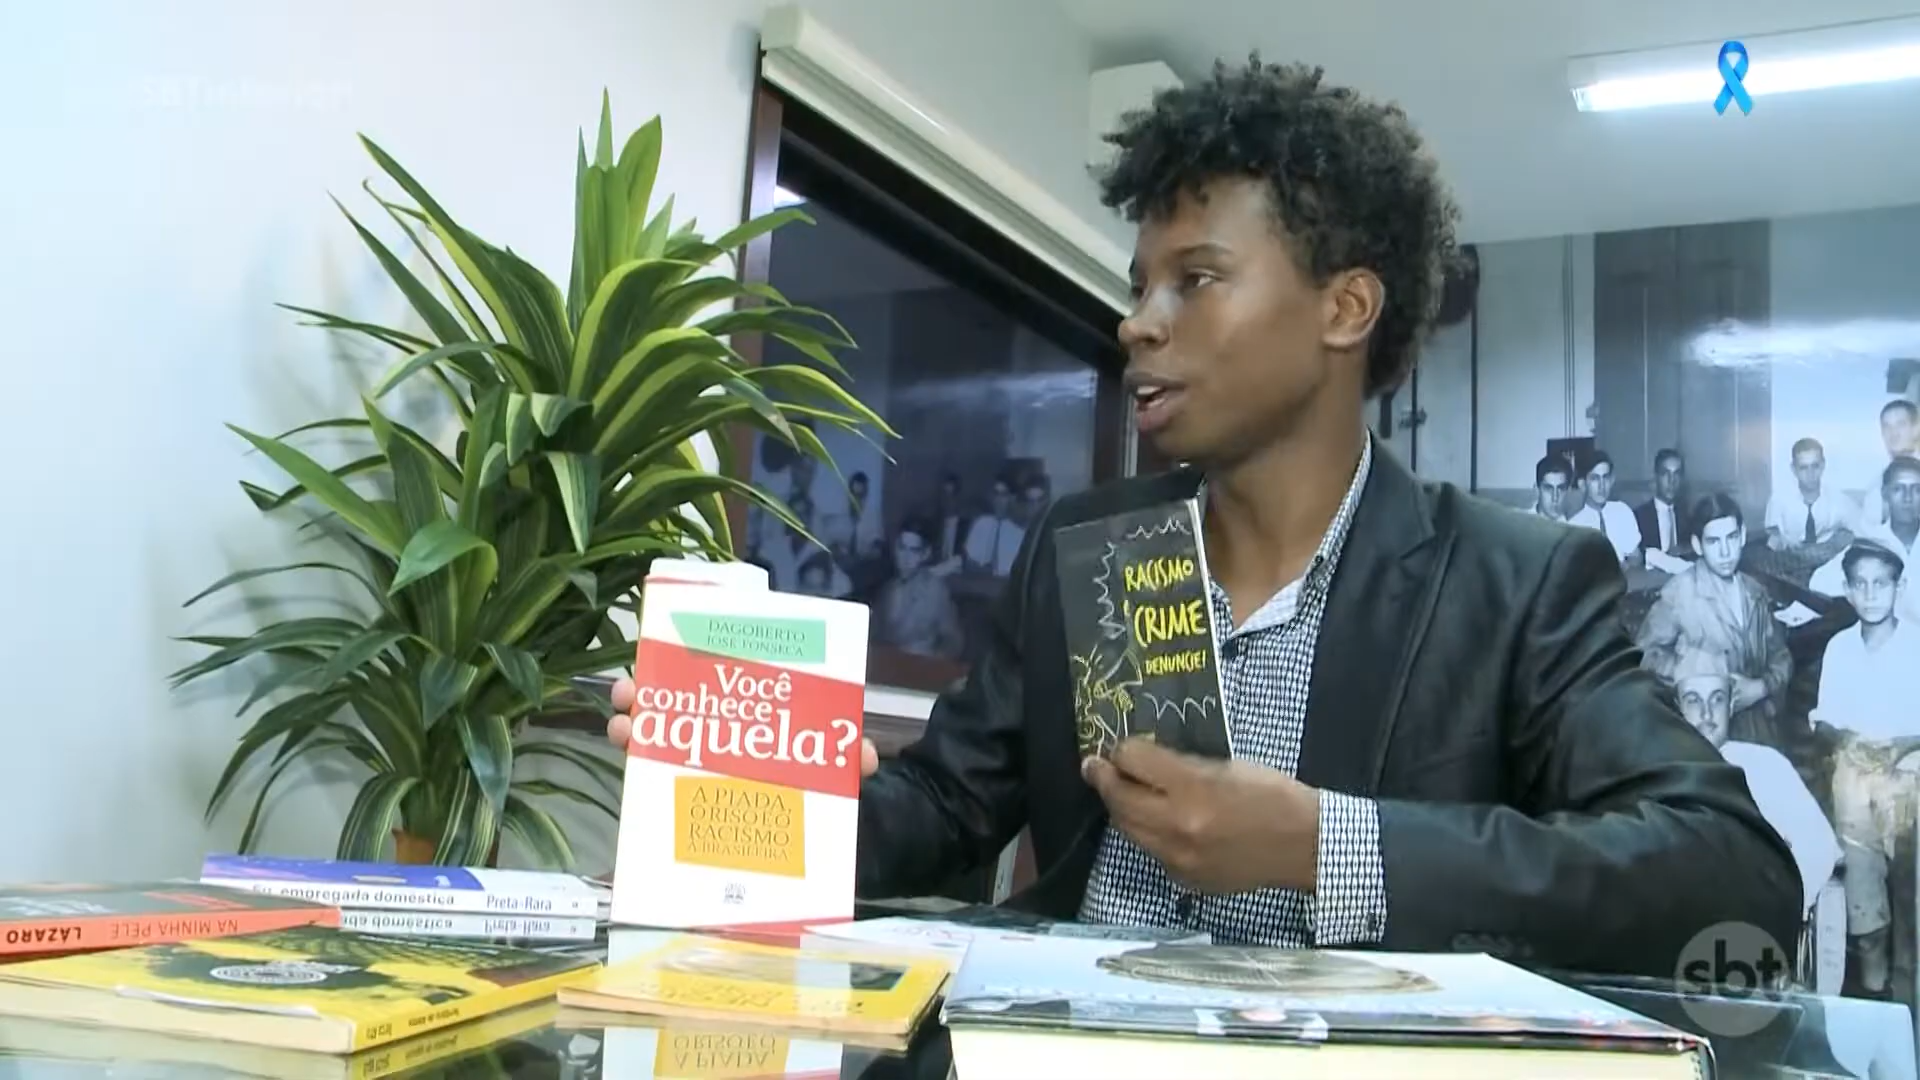 DAGOBERTO
JOSÉ FONSECA
Você
conhece
aquela?
A PIADA,
O RISO E O
RACISMO
À BRASILEIRA
RACISMO
É CRIME
DENUNCIE!
Eu, empregada doméstica Preta-Rara
NA MINHA PELE LÁZARO
sbt